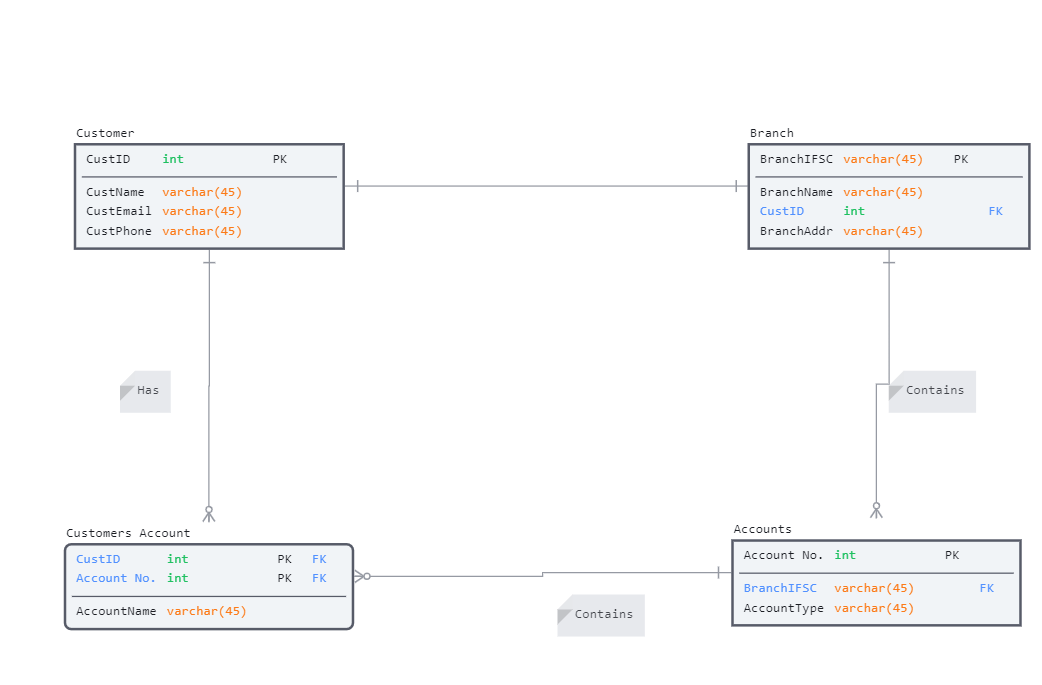 Customer
CustID int PK
CustName varchar(45)
CustEmail varchar(45)
CustPhone varchar(45)
Branch
BranchIFSC varchar(45) PK
BranchName varchar(45)
CustID int FK
BranchAddr varchar(45)
Has
Contains
Customers Account
CustID int PK FK
Account No. int PK FK
AccountName varchar(45)
Accounts
Account No. int PK
BranchIFSC varchar(45) FK
AccountType varchar(45)
Contains